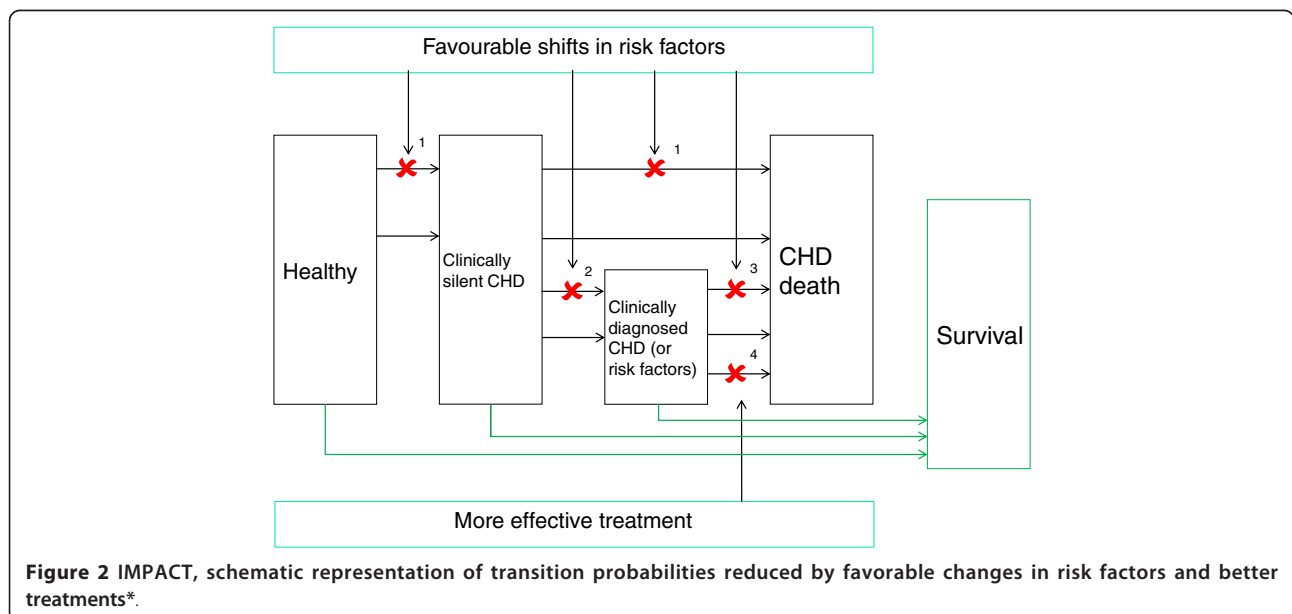 Favourable shifts in risk factors
1
1
Healthy
Clinically
silent CHD
2
3
CHD
death
Clinically
diagnosed
CHD (or
risk factors)
4
Survival
More effective treatment
Figure 2 IMPACT, schematic representation of transition probabilities reduced by favorable changes in risk factors and better
treatments*.